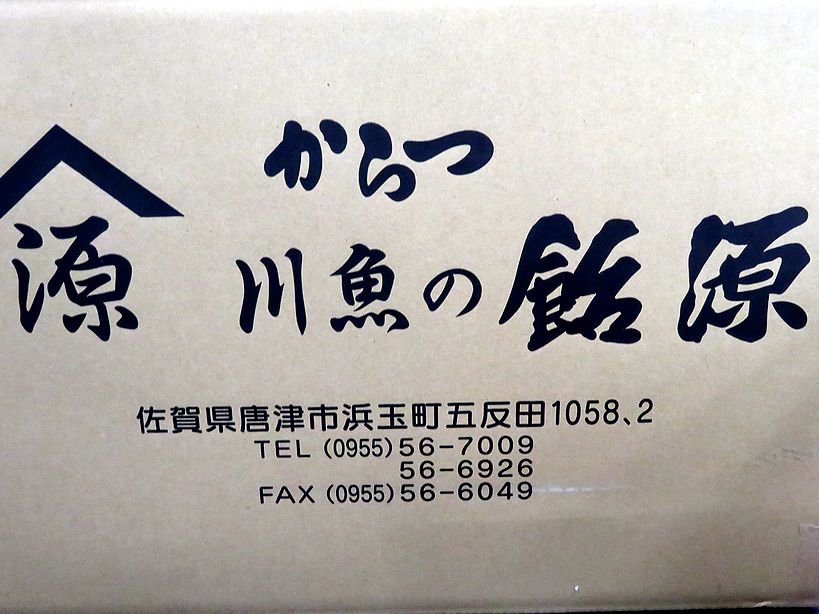 源
からつ
川魚の飴源
佐賀県唐津市浜玉町五反田1058、2
TEL (0955) 56-7009
56-6926
FAX (0955) 56-6049